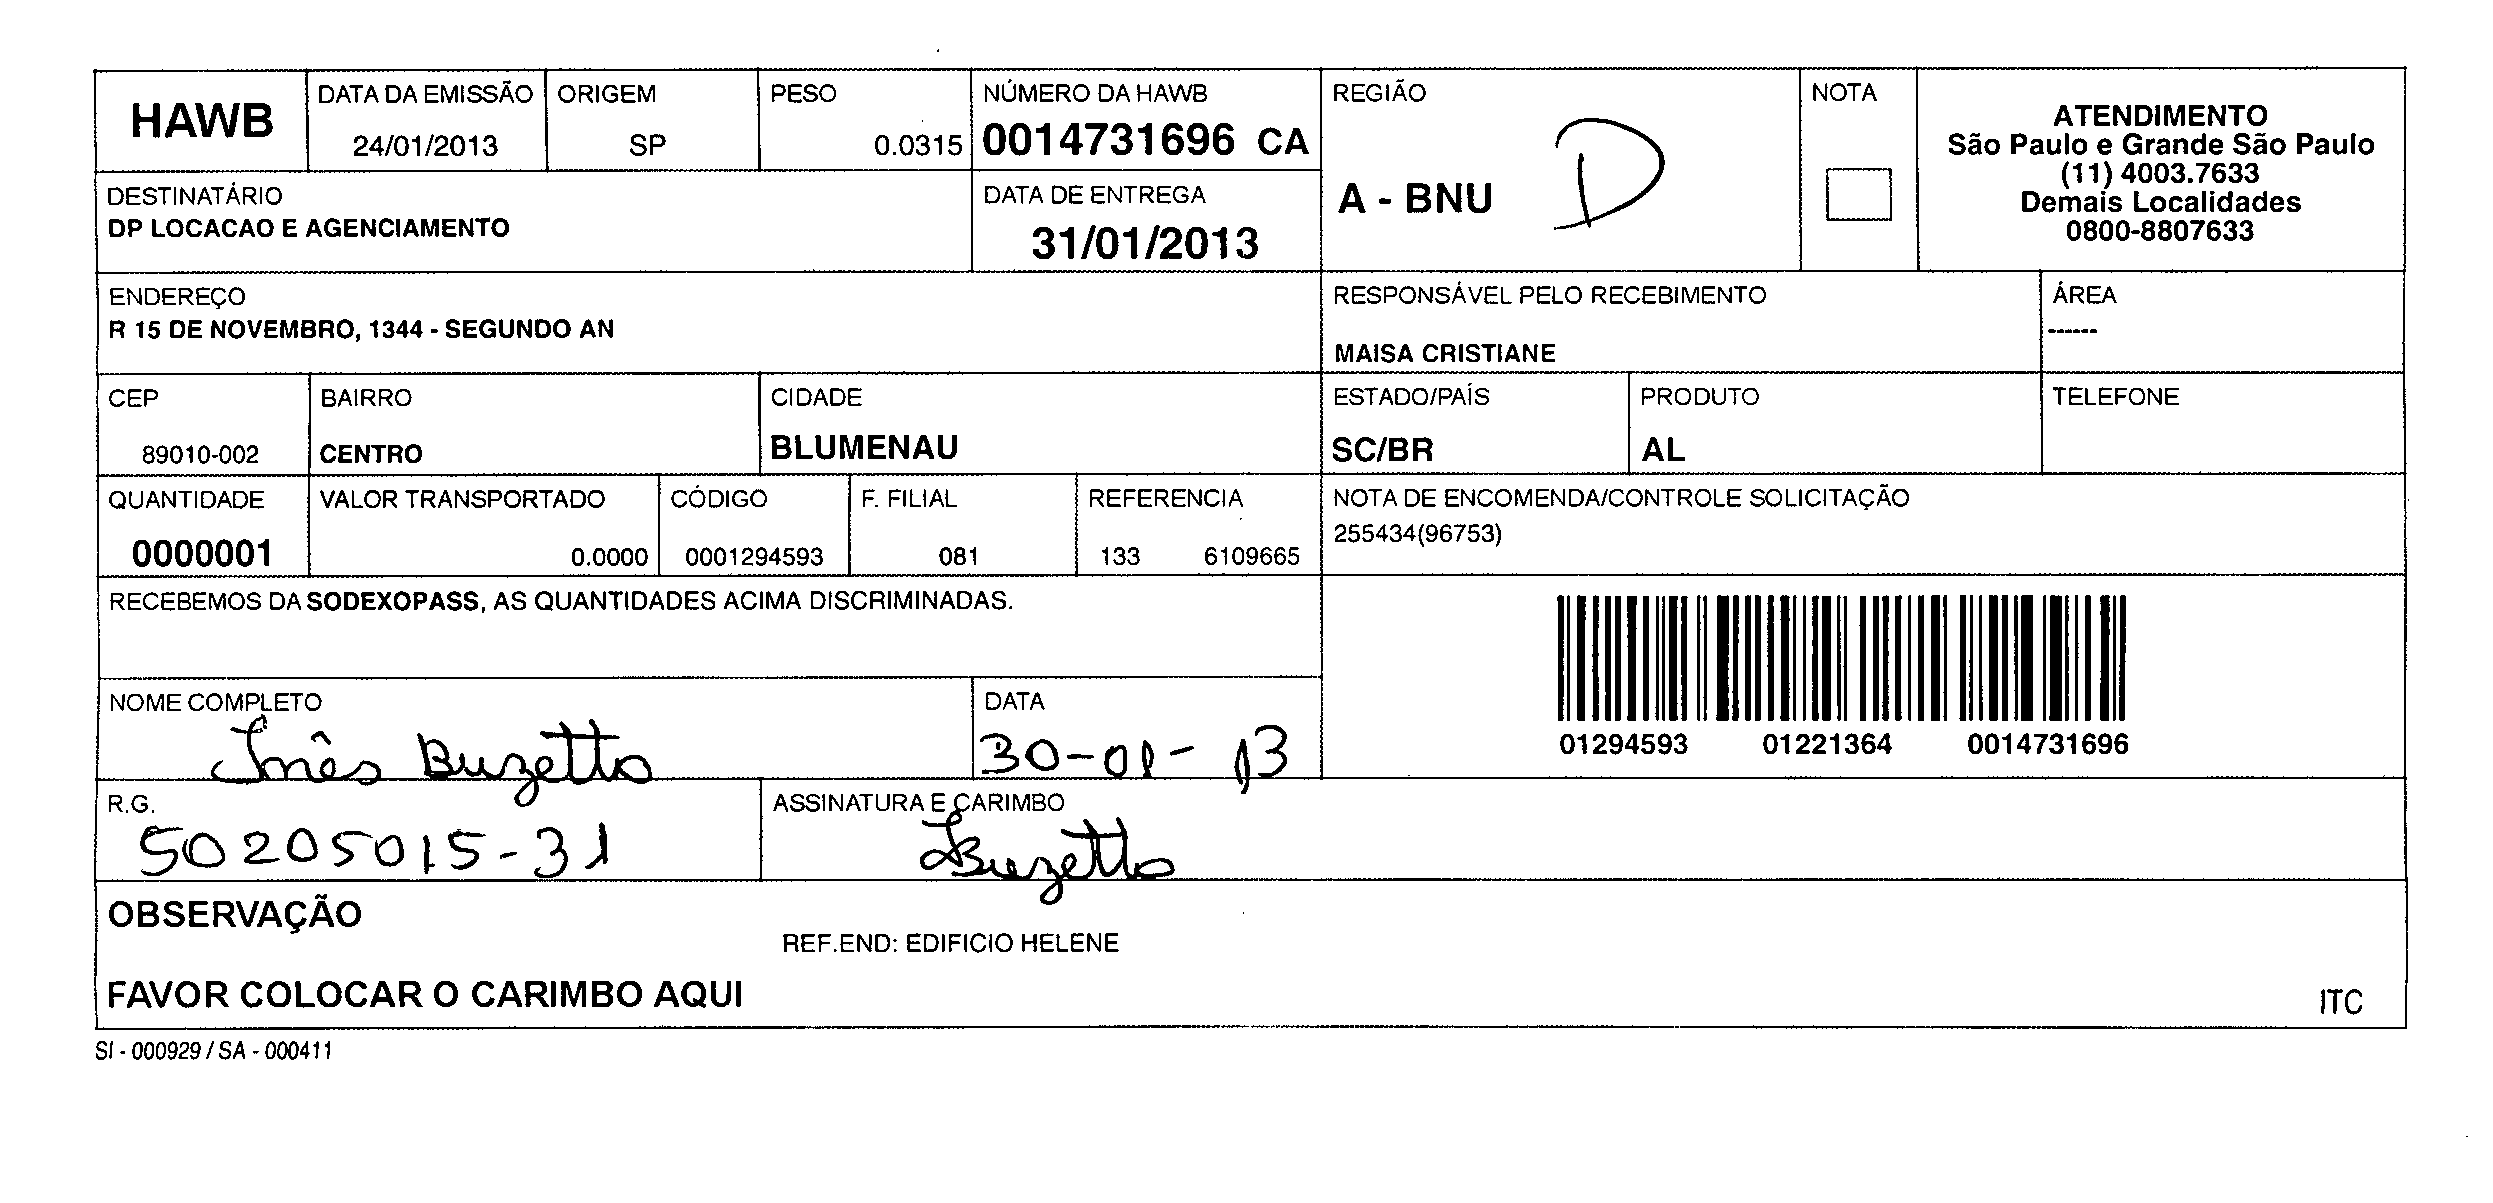 HAWB
DATA DA EMISSÃO
24/01/2013
ORIGEM
SP
PESO
0.0315
NÚMERO DA HAWB
0014731696 CA
REGIÃO
A - BNU
D
NOTA
ATENDIMENTO
São Paulo e Grande São Paulo
(11) 4003.7633
Demais Localidades
0800-8807633
DESTINATÁRIO
DP LOCACAO E AGENCIAMENTO
DATA DE ENTREGA
31/01/2013
ENDEREÇO
R 15 DE NOVEMBRO, 1344 - SEGUNDO AN
RESPONSÁVEL PELO RECEBIMENTO
MAISA CRISTIANE
ÁREA
------
CEP
89010-002
BAIRRO
CENTRO
CIDADE
BLUMENAU
ESTADO/PAÍS
SC/BR
PRODUTO
AL
TELEFONE
QUANTIDADE
0000001
VALOR TRANSPORTADO
0.0000
CÓDIGO
0001294593
F. FILIAL
081
REFERENCIA
133 6109665
NOTA DE ENCOMENDA/CONTROLE SOLICITAÇÃO
255434(96753)
RECEBEMOS DA SODEXOPASS, AS QUANTIDADES ACIMA DISCRIMINADAS.
01294593 01221364 0014731696
NOME COMPLETO
Inês Buzetto
DATA
30-01-13
R.G.
50205015-31
ASSINATURA E CARIMBO
IBuzetto
OBSERVAÇÃO
REF.END: EDIFICIO HELENE
FAVOR COLOCAR O CARIMBO AQUI
ITC
SI - 000929 / SA - 000411